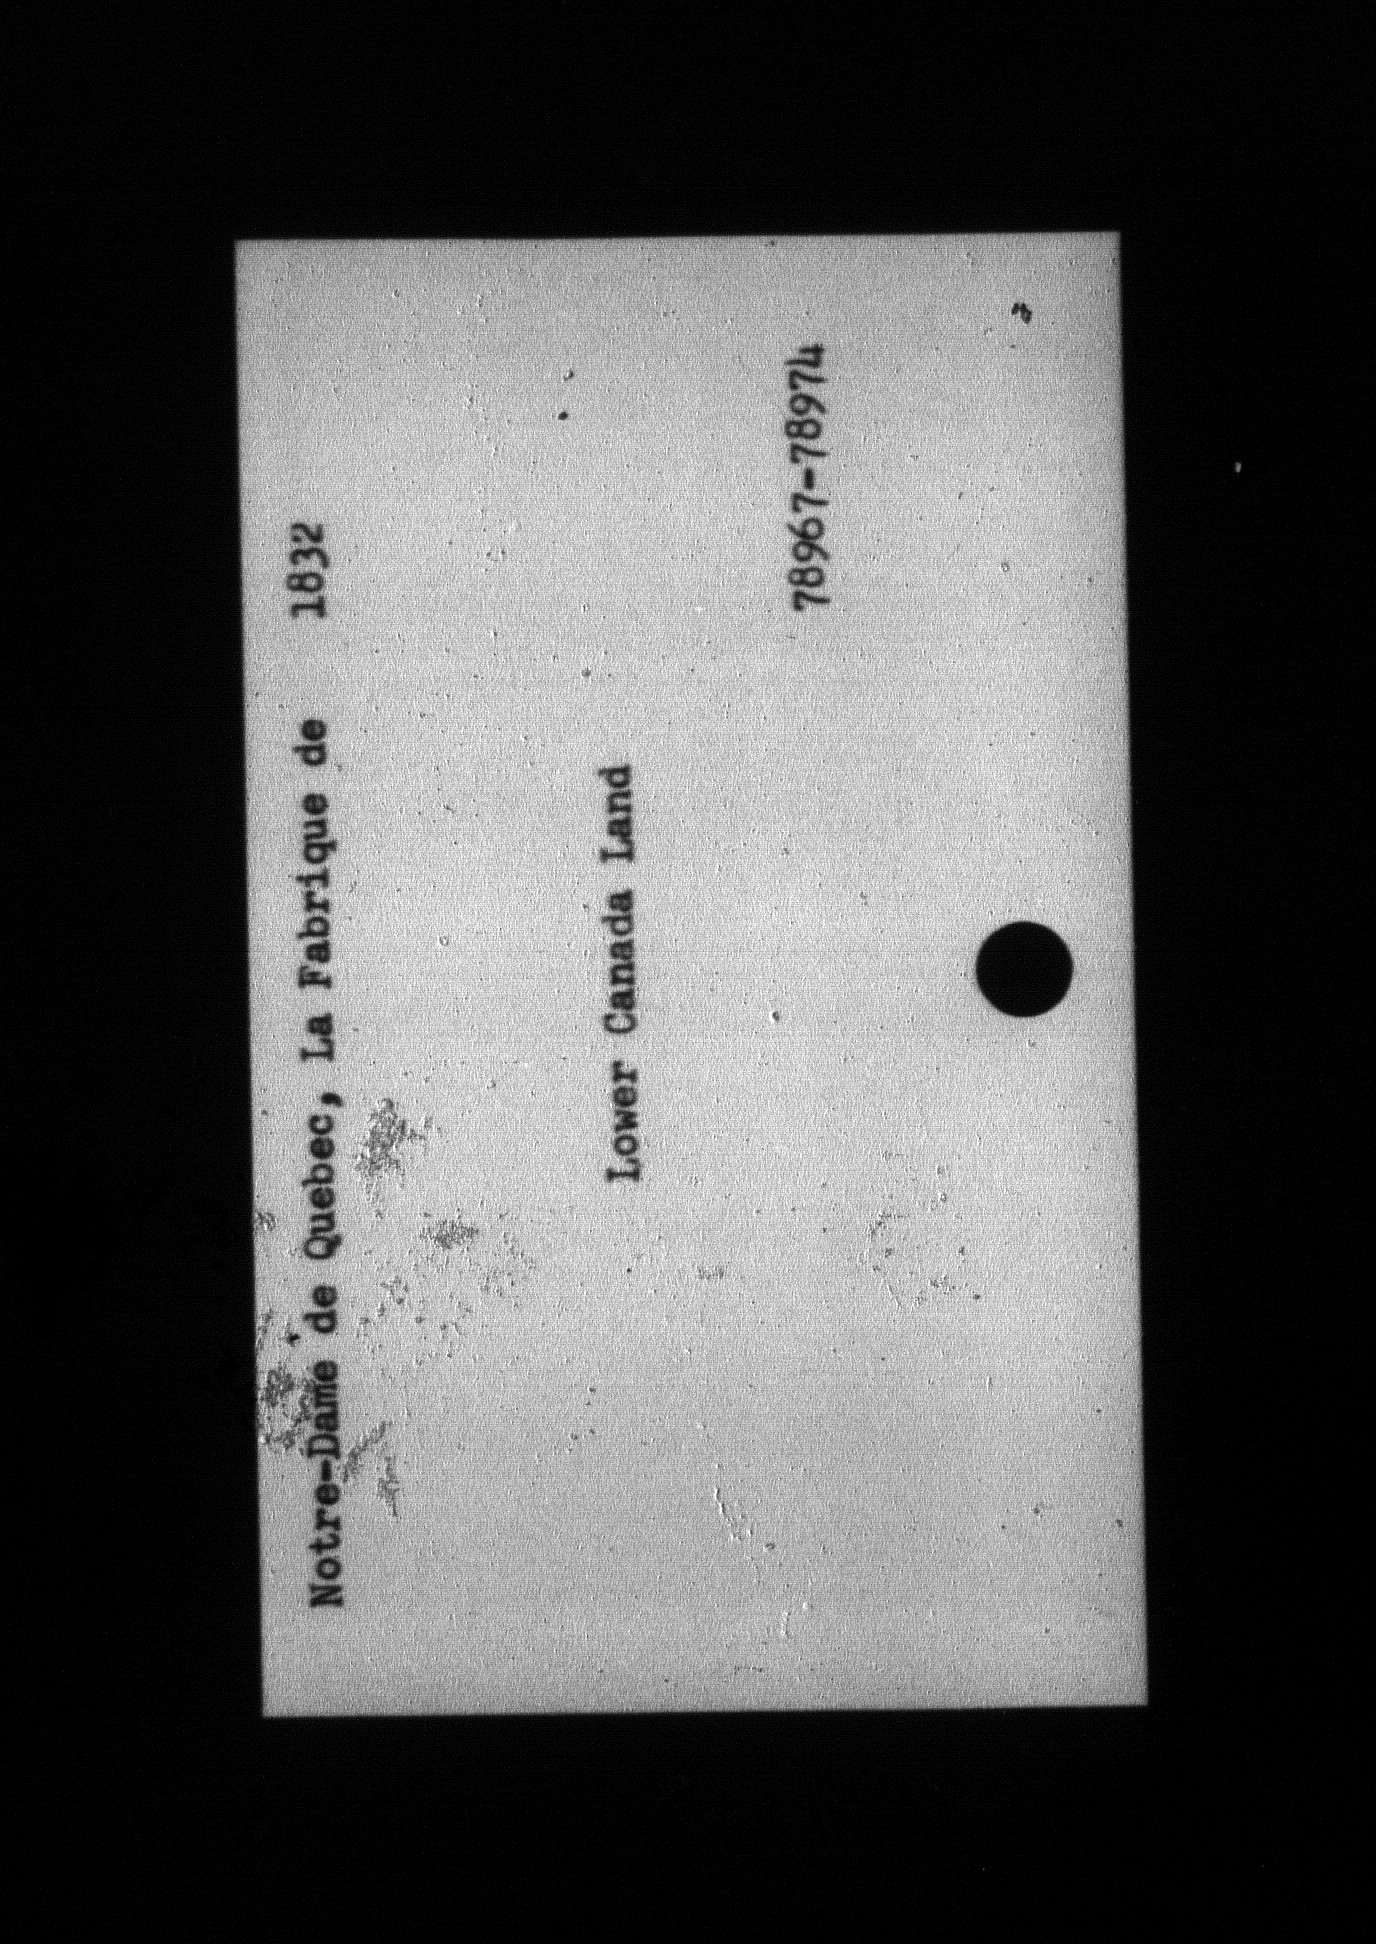 Notre-Dame de Quebec, La Fabrique de 1832
Lower Canada Land
78967-78974